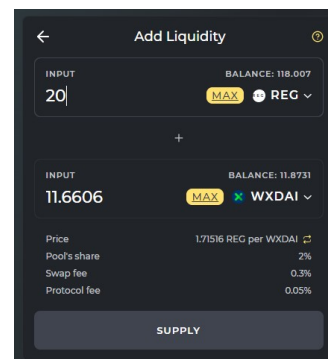 Add Liquidity
INPUT BALANCE: 118.007
20 MAX REG
+
INPUT BALANCE: 11.8731
11.6606 MAX WXDAI
Price 1.71516 REG per WXDAI
Pool's share 2%
Swap fee 0.3%
Protocol fee 0.05%
SUPPLY